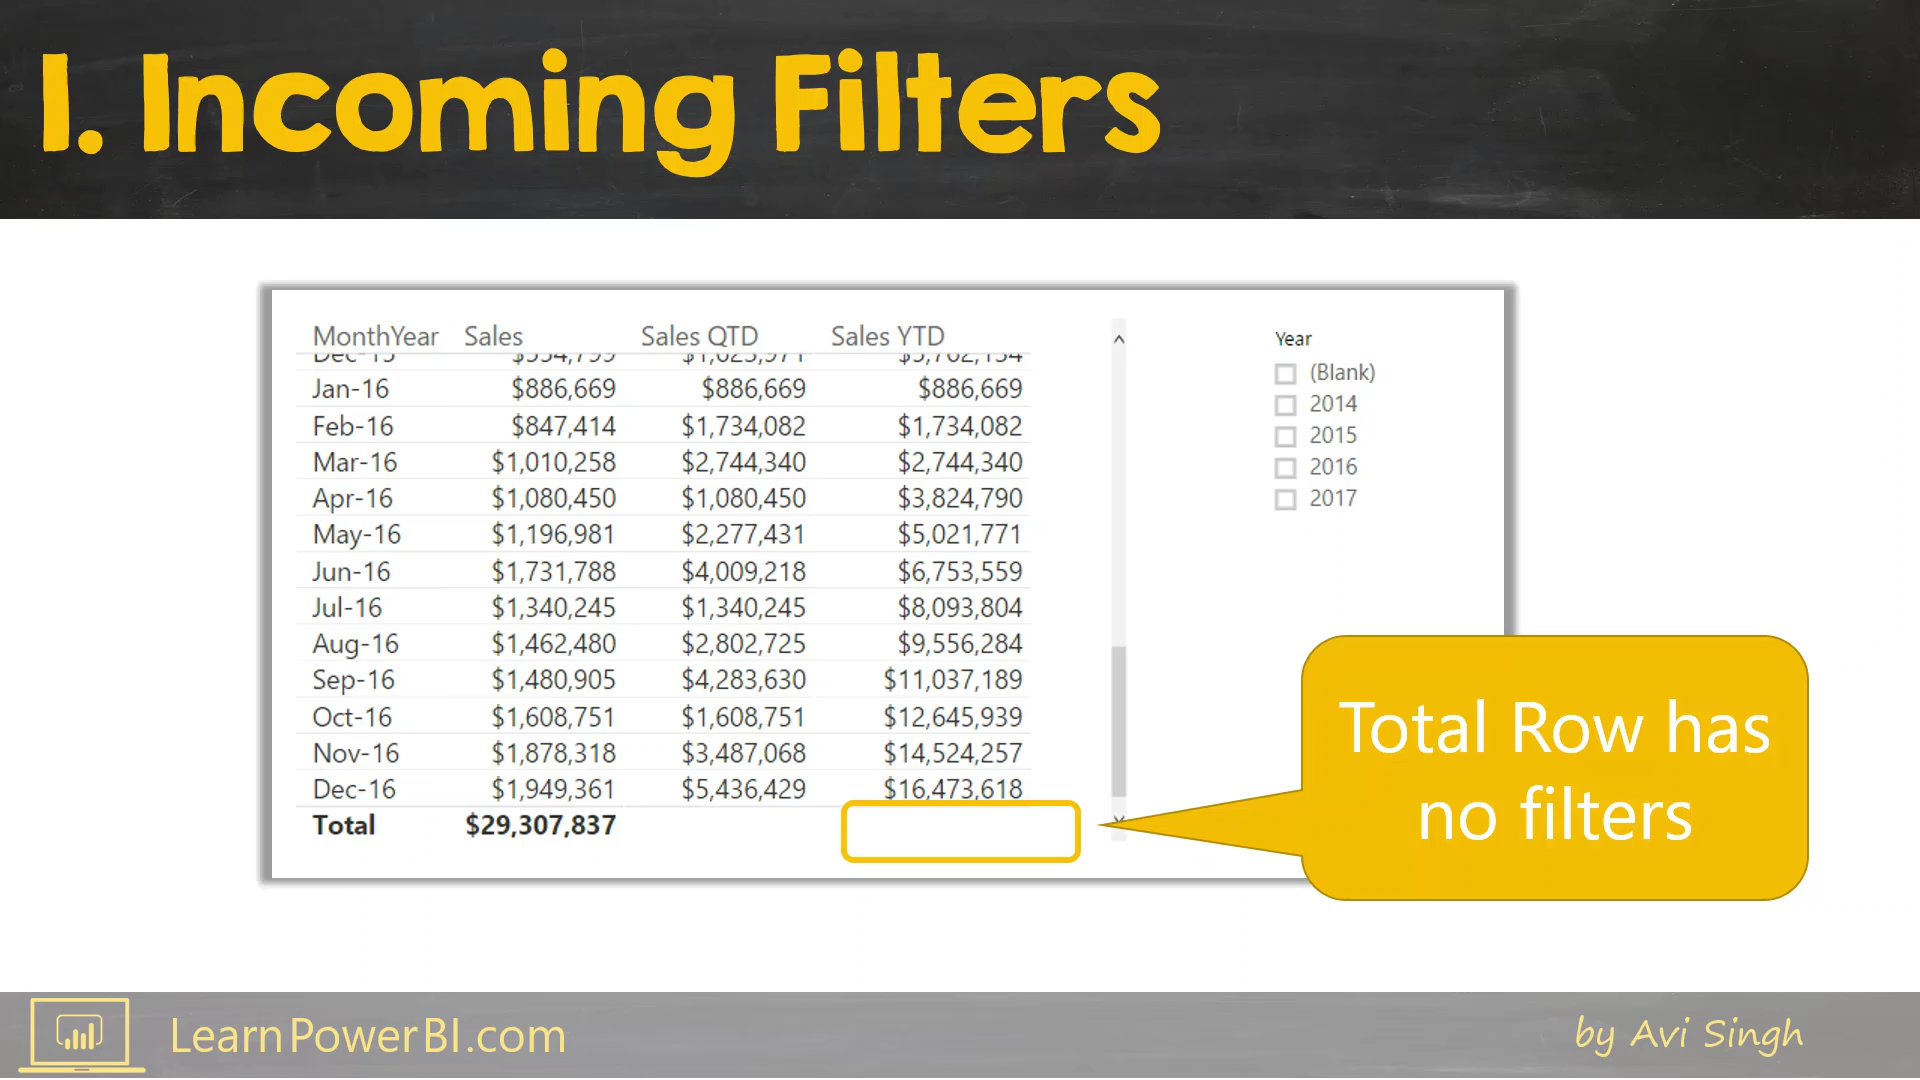 1. Incoming Filters
MonthYear Sales Sales QTD Sales YTD
Jan-16 $886,669 $886,669 $886,669
Feb-16 $847,414 $1,734,082 $1,734,082
Mar-16 $1,010,258 $2,744,340 $2,744,340
Apr-16 $1,080,450 $1,080,450 $3,824,790
May-16 $1,196,981 $2,277,431 $5,021,771
Jun-16 $1,731,788 $4,009,218 $6,753,559
Jul-16 $1,340,245 $1,340,245 $8,093,804
Aug-16 $1,462,480 $2,802,725 $9,556,284
Sep-16 $1,480,905 $4,283,630 $11,037,189
Oct-16 $1,608,751 $1,608,751 $12,645,939
Nov-16 $1,878,318 $3,487,068 $14,524,257
Dec-16 $1,949,361 $5,436,429 $16,473,618
Total $29,307,837
Year
(Blank)
2014
2015
2016
2017
Total Row has
no filters
LearnPowerBI.com
by Avi Singh